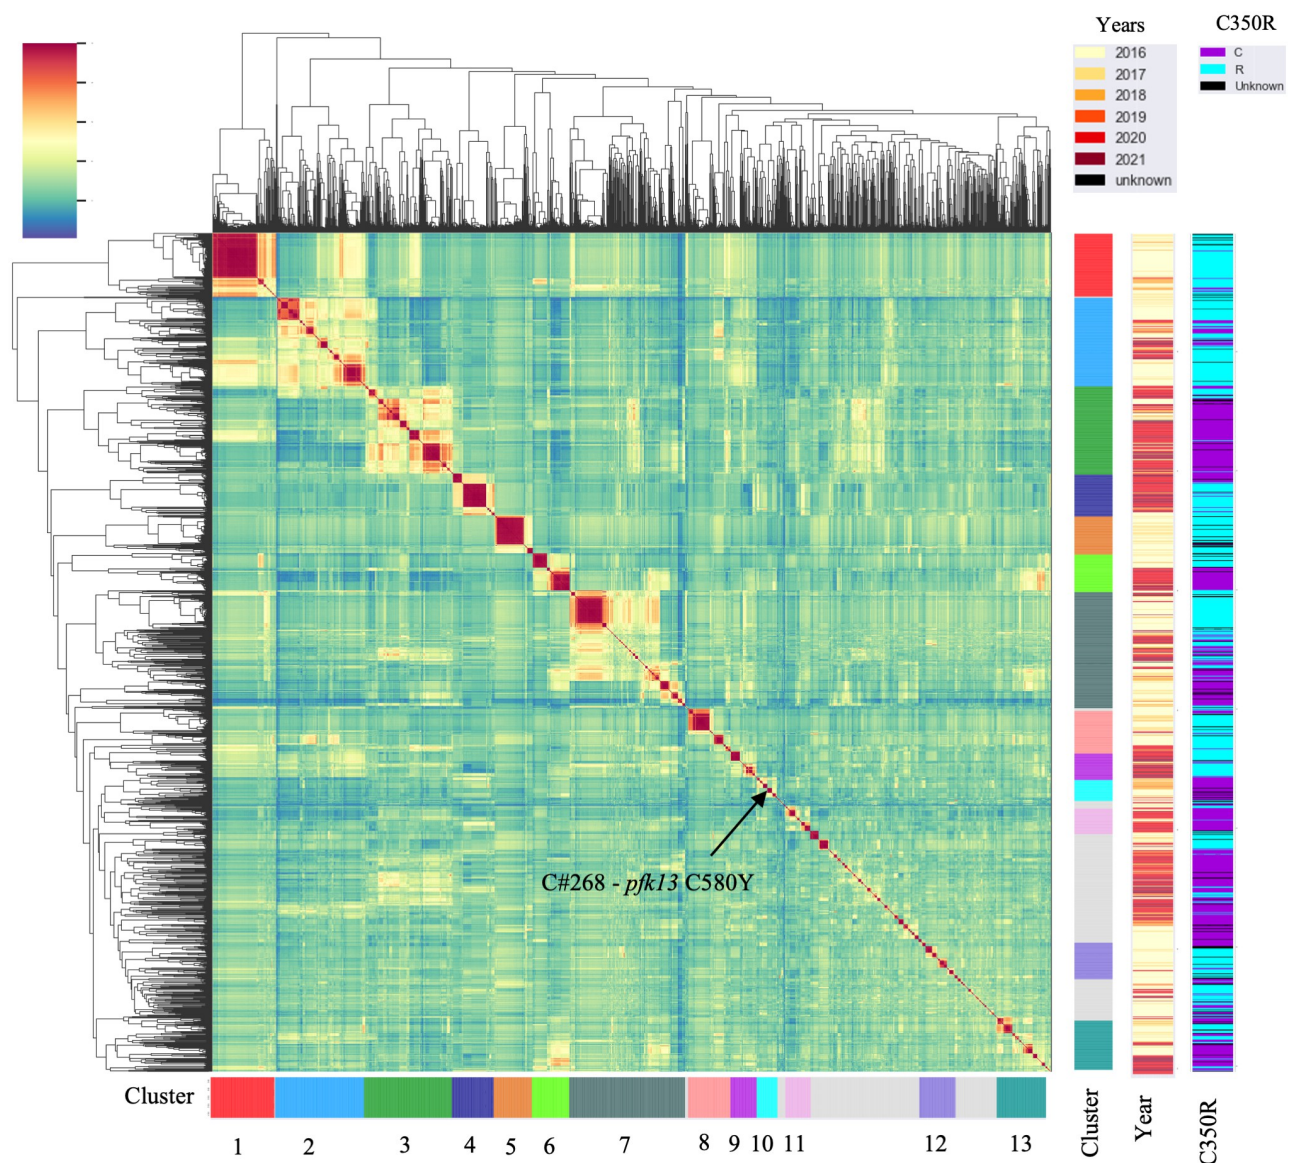 Years
C350R
2016
2017
2018
2019
2020
2021
unknown
C
R
Unknown
C#268 - pfk13 C580Y
Cluster
1 2 3 4 5 6 7 8 9 10 11 12 13
Cluster
Year
C350R